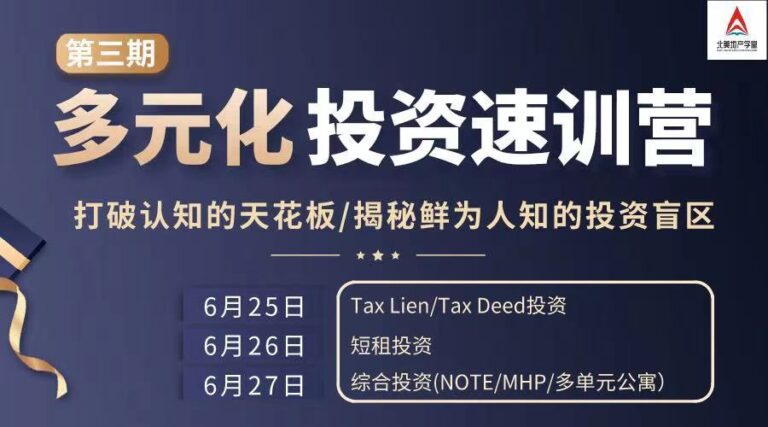 北美地产学堂
第三期
多元化投资速训营
打破认知的天花板/揭秘鲜为人知的投资盲区
6月25日 Tax Lien/Tax Deed投资
6月26日 短租投资
6月27日 综合投资(NOTE/MHP/多单元公寓）